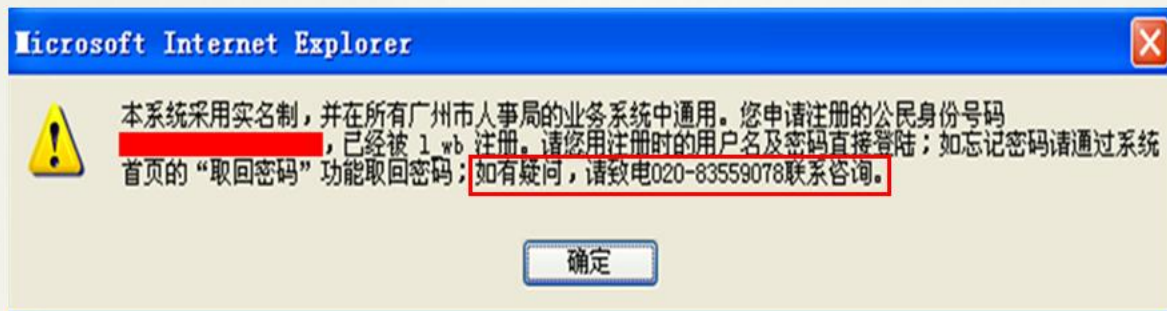 Microsoft Internet Explorer
本系统采用实名制，并在所有广州市人事局的业务系统中通用。您申请注册的公民身份号码
，已经被 l wb 注册。请您用注册时的用户名及密码直接登陆；如忘记密码请通过系统
首页的“取回密码”功能取回密码；如有疑问，请致电020-83559078联系咨询。
确定